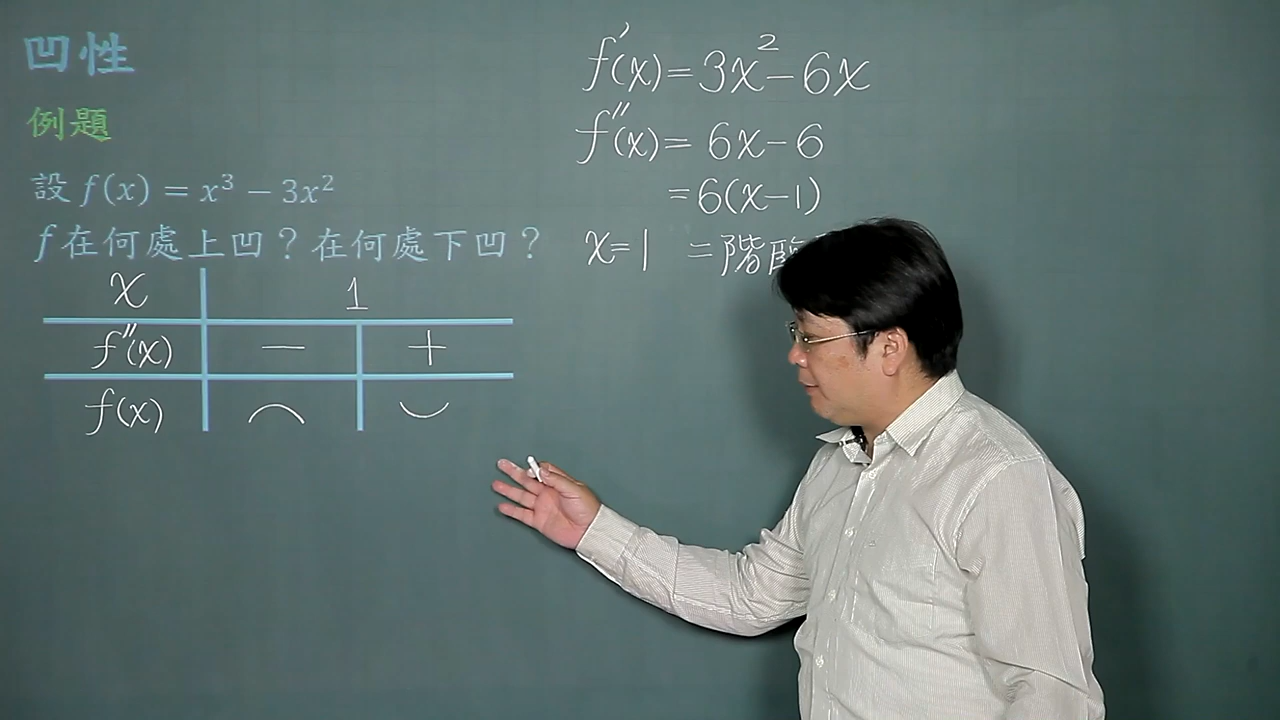 凹性
例題
設 f(x) = x³ − 3x²
f 在何處上凹？在何處下凹？
x 1
f''(x) − +
f(x)
f'(x)=3x²−6x
f''(x)=6x−6
=6(x−1)
x=1 二階臨